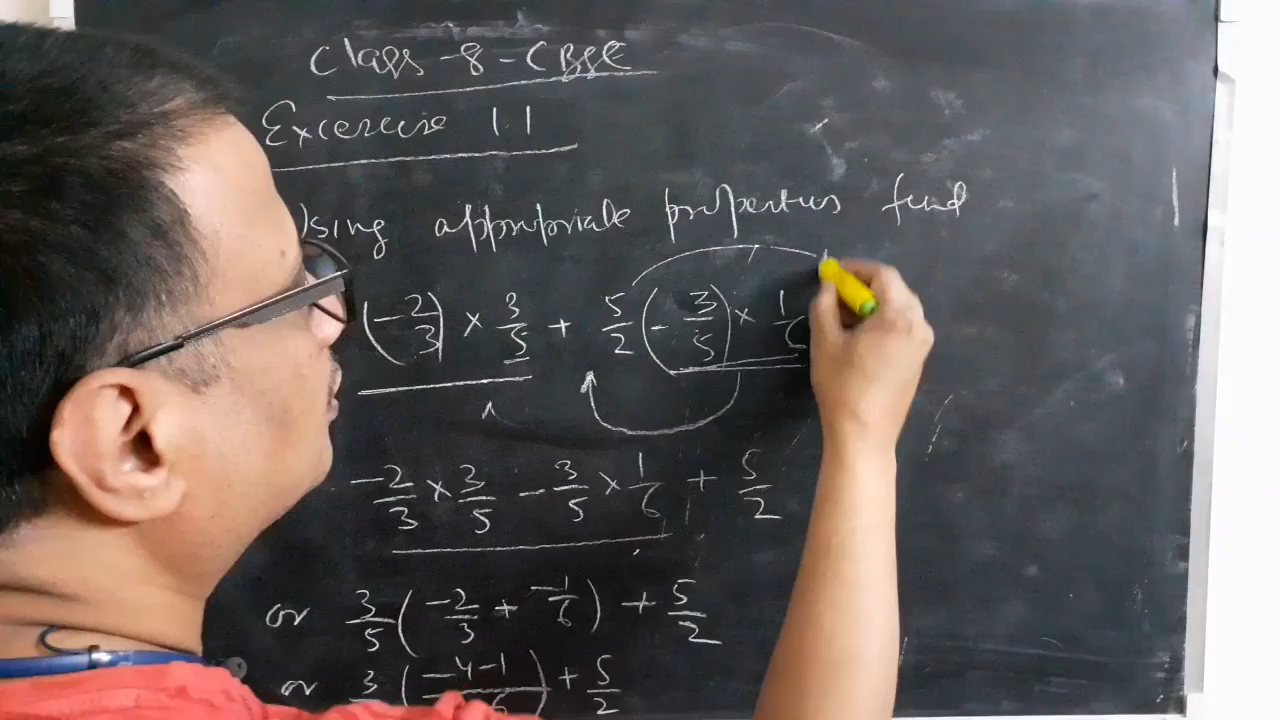 Class - 8 - CBSE
Excercise 1.1
Using appropriate properties find
(-2/3) × 3/5 + 5/2 (- 3/5) × 1/6
-2/3 × 3/5 - 3/5 × 1/6 + 5/2
or 3/5 (-2/3 + -1/6) + 5/2
or 3 (-4-1/6) + 5/2